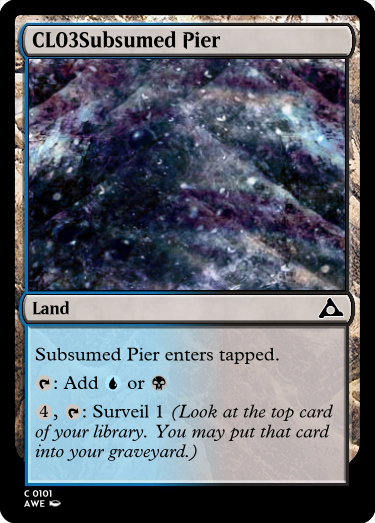 CL03Subsumed Pier
Land
Subsumed Pier enters tapped.
: Add or
4 , : Surveil 1 (Look at the top card
of your library. You may put that card
into your graveyard.)
C 0101
AWE